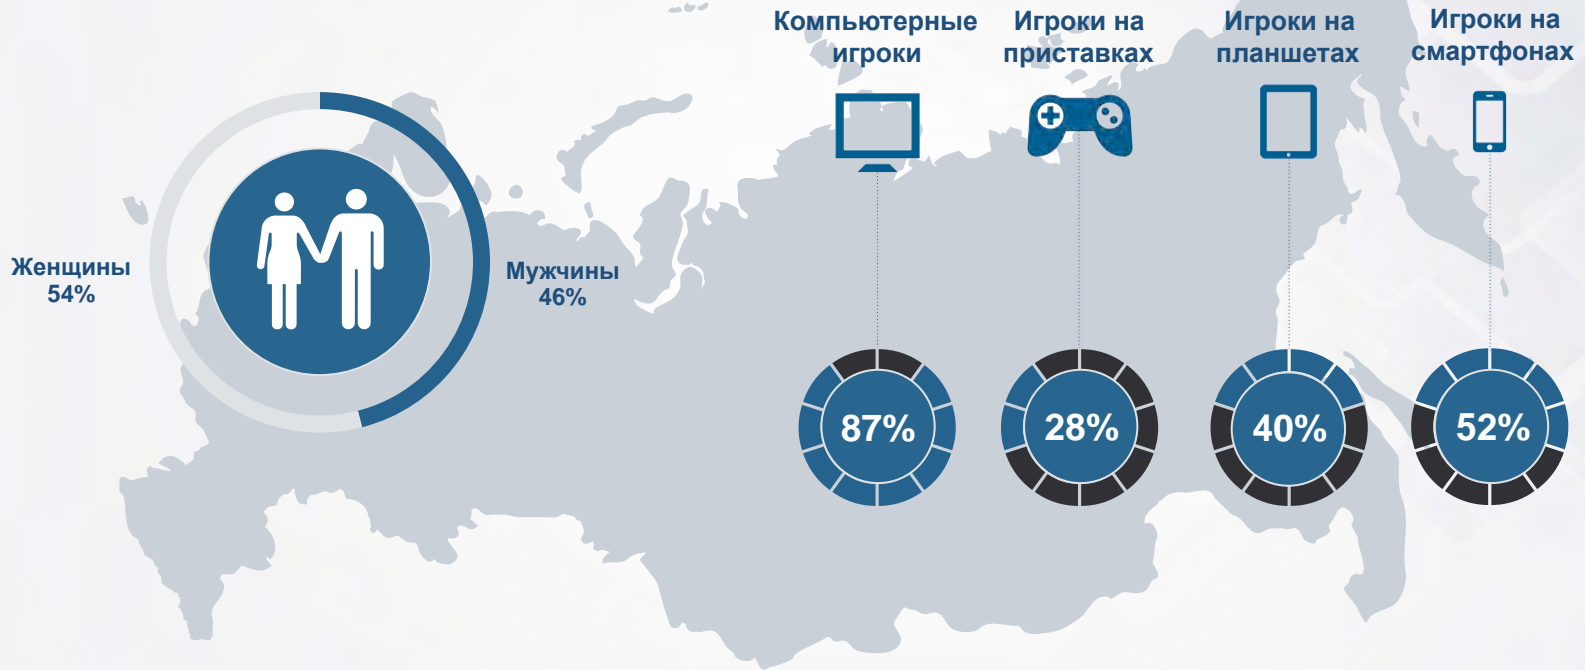 Компьютерные
игроки
Игроки на
приставках
Игроки на
планшетах
Игроки на
смартфонах
Женщины
54%
Мужчины
46%
87%
28%
40%
52%